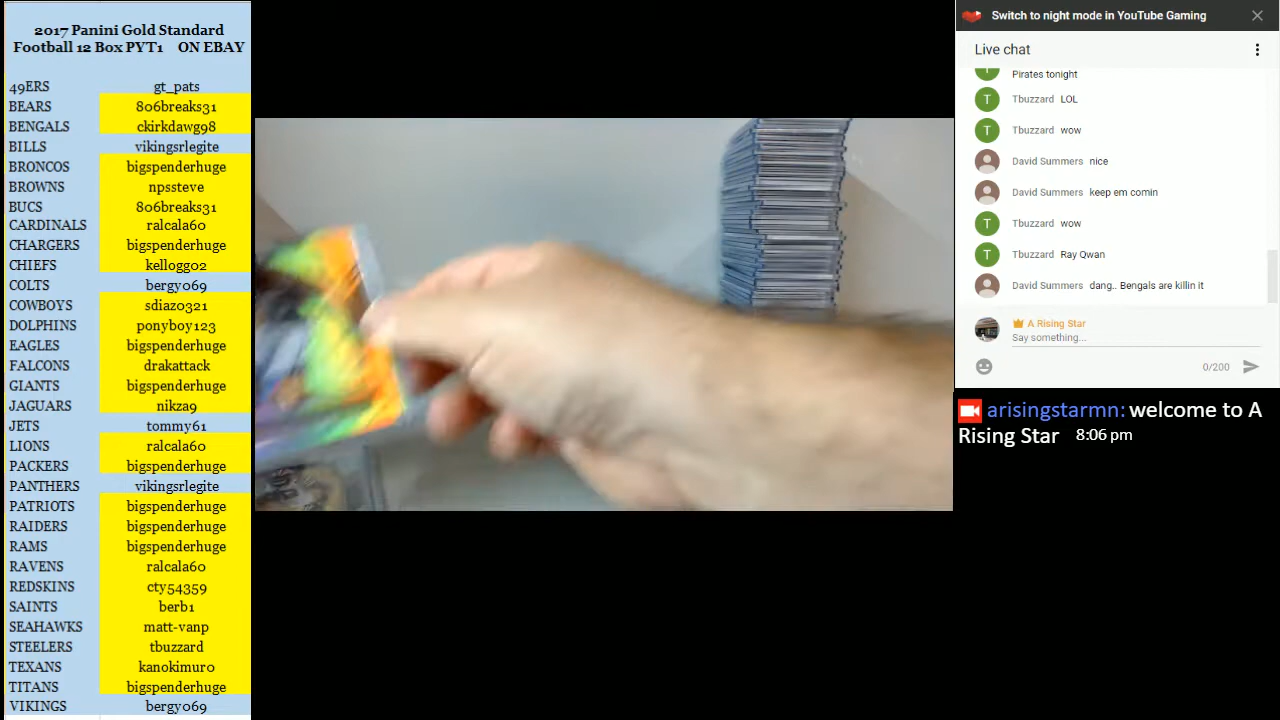 2017 Panini Gold Standard
Football 12 Box PYT1 ON EBAY
49ERS gt_pats
BEARS 806breaks31
BENGALS ckirkdawg98
BILLS vikingsrlegite
BRONCOS bigspenderhuge
BROWNS npssteve
BUCS 806breaks31
CARDINALS ralcala60
CHARGERS bigspenderhuge
CHIEFS kellogg02
COLTS bergy069
COWBOYS sdiaz0321
DOLPHINS ponyboy123
EAGLES bigspenderhuge
FALCONS drakattack
GIANTS bigspenderhuge
JAGUARS nikza9
JETS tommy61
LIONS ralcala60
PACKERS bigspenderhuge
PANTHERS vikingsrlegite
PATRIOTS bigspenderhuge
RAIDERS bigspenderhuge
RAMS bigspenderhuge
RAVENS ralcala60
REDSKINS cty54359
SAINTS berb1
SEAHAWKS matt-vanp
STEELERS tbuzzard
TEXANS kanokimuro
TITANS bigspenderhuge
VIKINGS bergy069
Switch to night mode in YouTube Gaming
Live chat
T Pirates tonight
T Tbuzzard LOL
T Tbuzzard wow
David Summers nice
David Summers keep em comin
T Tbuzzard wow
T Tbuzzard Ray Qwan
David Summers dang.. Bengals are killin it
A Rising Star
Say something...
0/200
arisingstarmn: welcome to A
Rising Star 8:06 pm